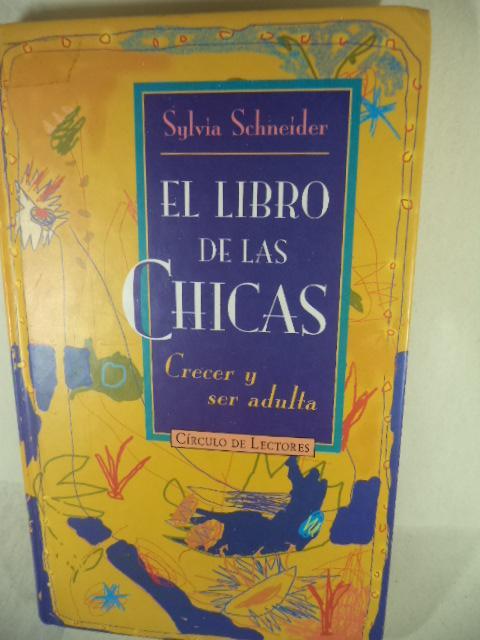 Sylvia Schneider
EL LIBRO
DE LAS
CHICAS
Crecer y
ser adulta
CÍRCULO DE LECTORES